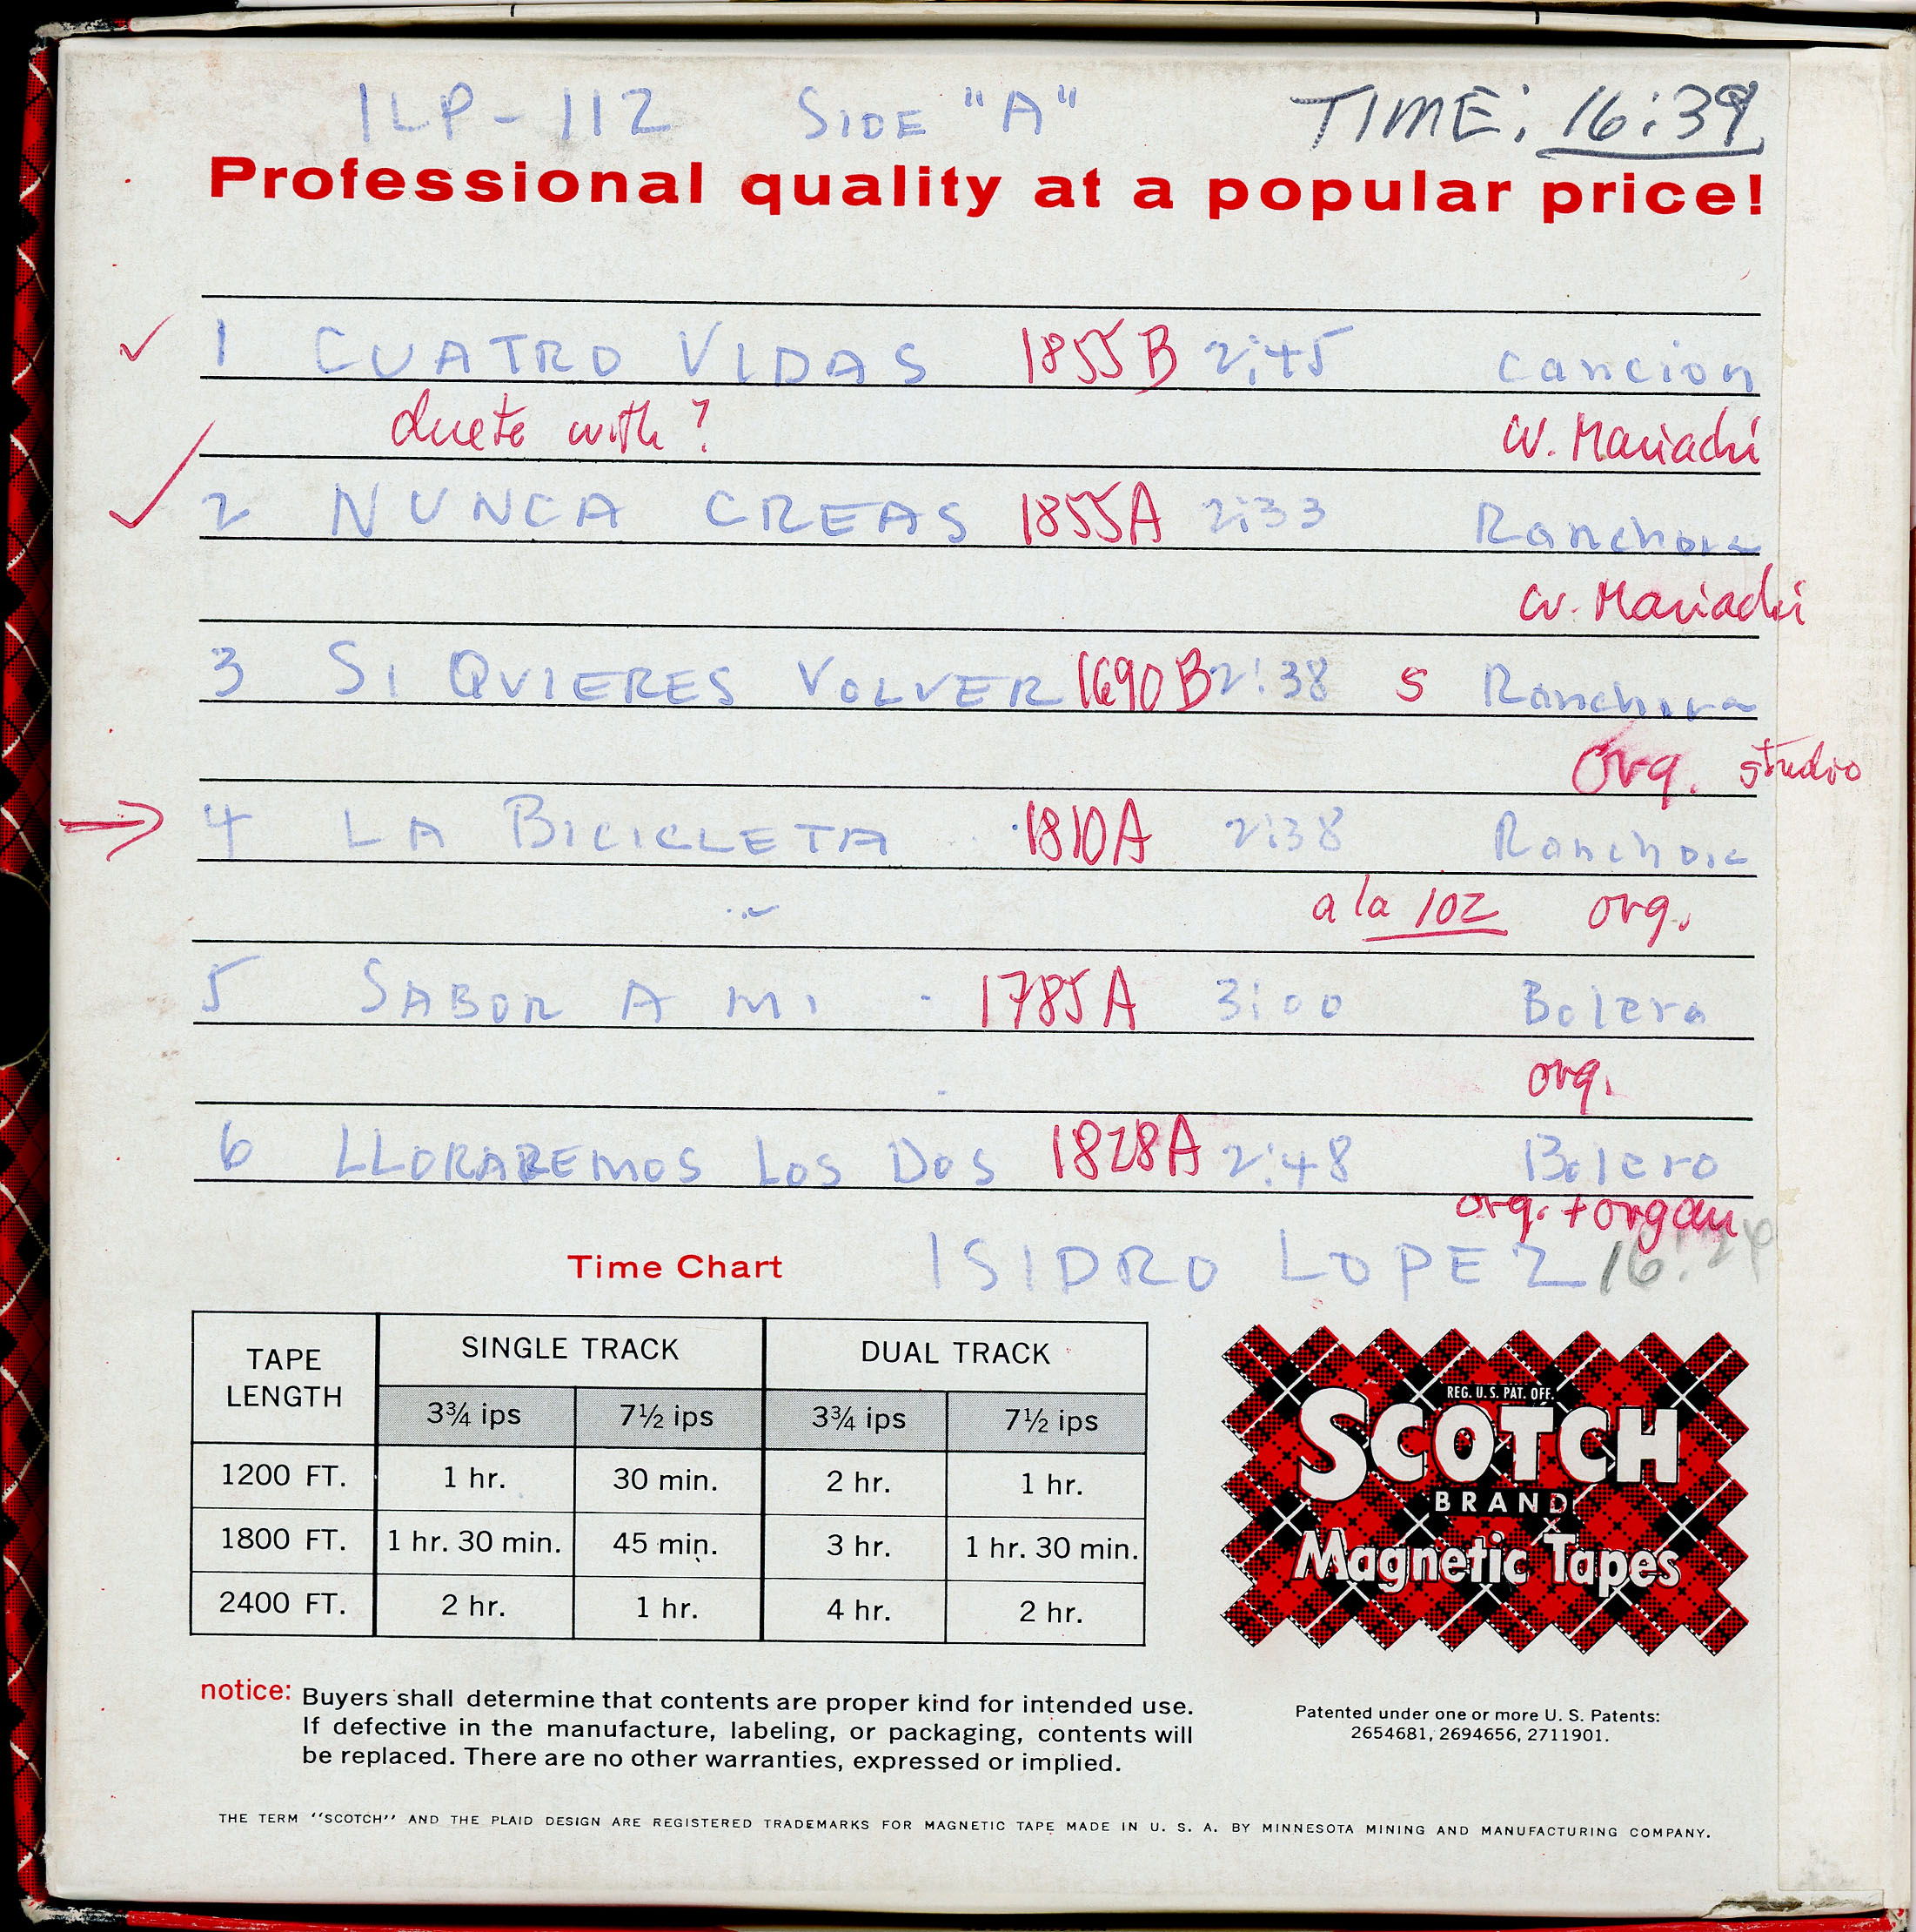 ILP-112 SIDE "A" TIME: 16:39
Professional quality at a popular price!
1 CUATRO VIDAS 1855B 2:45 Cancion
duete with? w. Mariachi
2 NUNCA CREAS 1855A 2:33 Ranchera
w. Mariachi
3 SI QUIERES VOLVER 1690B 2:38 S Ranchera
orq. studio
4 LA BICICLETA 1810A 2:38 Ranchera
a la 102 orq.
5 SABOR A MI 1785A 3:00 Bolero
orq.
6 LLORAREMOS LOS DOS 1828A 2:48 Bolero
orq. + organ
Time Chart ISIDRO LOPEZ
TAPE LENGTH SINGLE TRACK DUAL TRACK
3¾ ips 7½ ips 3¾ ips 7½ ips
1200 FT. 1 hr. 30 min. 2 hr. 1 hr.
1800 FT. 1 hr. 30 min. 45 min. 3 hr. 1 hr. 30 min.
2400 FT. 2 hr. 1 hr. 4 hr. 2 hr.
REG. U.S. PAT. OFF.
SCOTCH
BRAND
Magnetic Tapes
notice: Buyers shall determine that contents are proper kind for intended use.
If defective in the manufacture, labeling, or packaging, contents will
be replaced. There are no other warranties, expressed or implied.
Patented under one or more U. S. Patents:
2654681, 2694656, 2711901.
THE TERM "SCOTCH" AND THE PLAID DESIGN ARE REGISTERED TRADEMARKS FOR MAGNETIC TAPE MADE IN U. S. A. BY MINNESOTA MINING AND MANUFACTURING COMPANY.